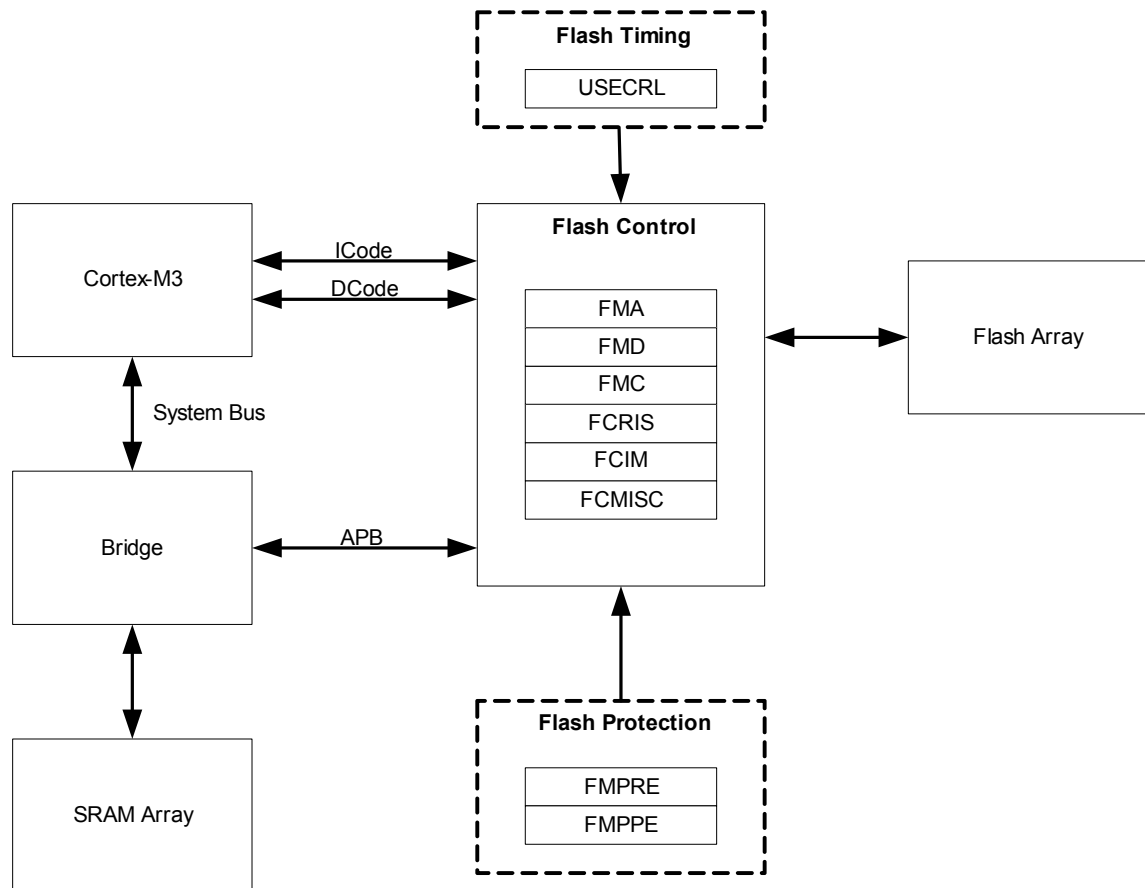 Flash Timing
USECRL
Flash Control
ICode
Cortex-M3
DCode
FMA
FMD
Flash Array
FMC
System Bus
FCRIS
FCIM
FCMISC
Bridge
APB
Flash Protection
FMPRE
SRAM Array
FMPPE